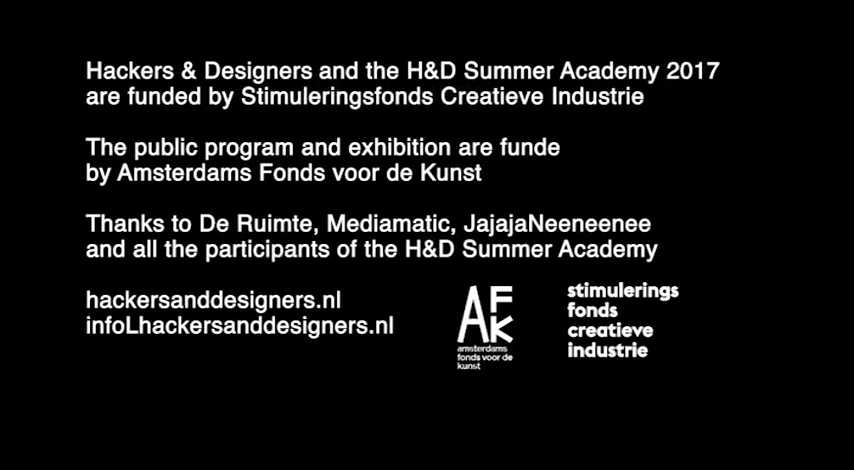 Hackers & Designers and the H&D Summer Academy 2017
are funded by Stimuleringsfonds Creatieve Industrie
The public program and exhibition are funde
by Amsterdams Fonds voor de Kunst
Thanks to De Ruimte, Mediamatic, JajajaNeeneenee
and all the participants of the H&D Summer Academy
hackersanddesigners.nl
infoLhackersanddesigners.nl
AFK
amsterdams
fonds voor de
kunst
stimulerings
fonds
creatieve
industrie